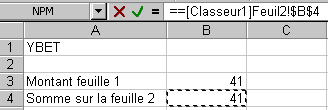 NPM = ==[Classeur1]Feuil2!$B$4
A B C
1 YBET
2
3 Montant feuille 1 41
4 Somme sur la feuille 2 41